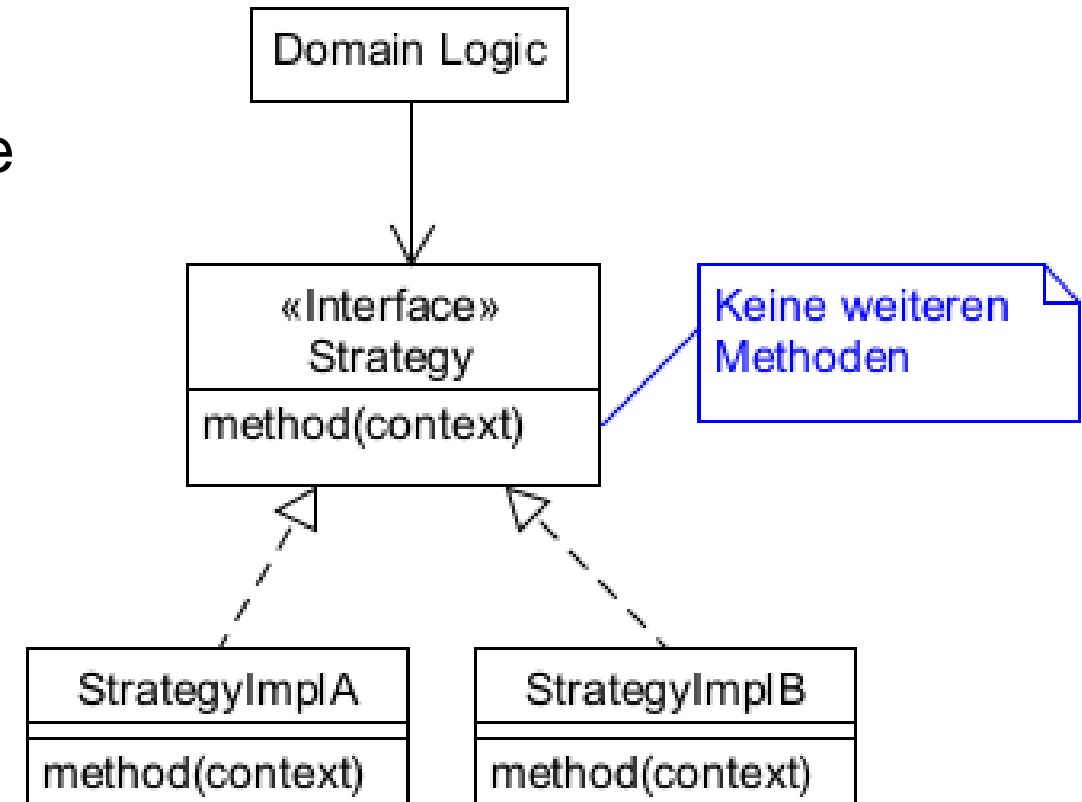 Domain Logic
e
«Interface»
Strategy
method(context)
Keine weiteren
Methoden
StrategyImplA
method(context)
StrategyImplB
method(context)